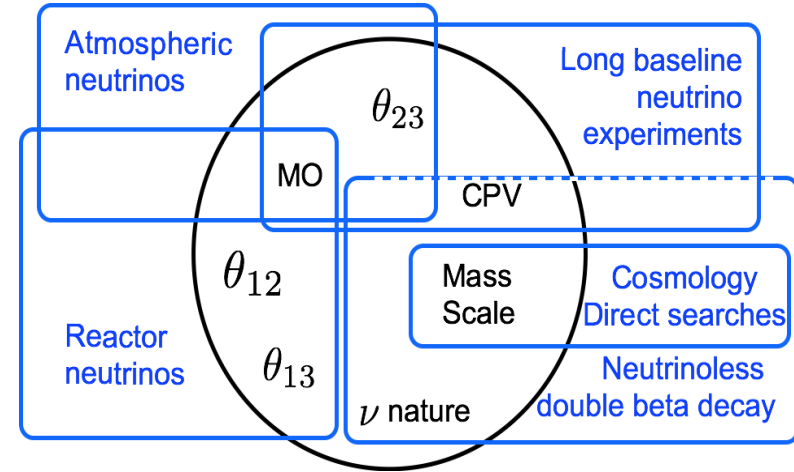 Atmospheric
neutrinos
Long baseline
neutrino
experiments
θ₂₃
MO
CPV
θ₁₂
Mass
Scale
Cosmology
Direct searches
Reactor
neutrinos
θ₁₃
Neutrinoless
double beta decay
ν nature